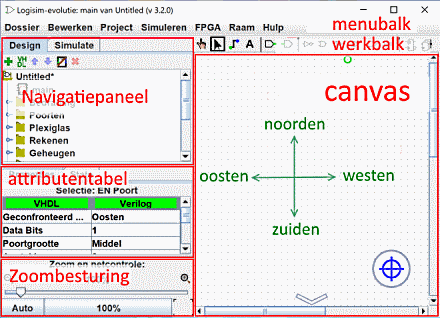 Logisim-evolutie: main van Untitled (v 3.2.0)
Dossier Bewerken Project Simuleren FPGA Raam Hulp
menubalk
werkbalk
Design Simulate
Untitled*
main
Navigatiepaneel
Poorten
Plexiglas
Rekenen
Geheugen
canvas
noorden
oosten
westen
zuiden
attributentabel
Selectie: EN Poort
VHDL Verilog
Geconfronteerd ... Oosten
Data Bits 1
Poortgrootte Middel
Zoom en netcontrole:
Zoombesturing
Auto 100%